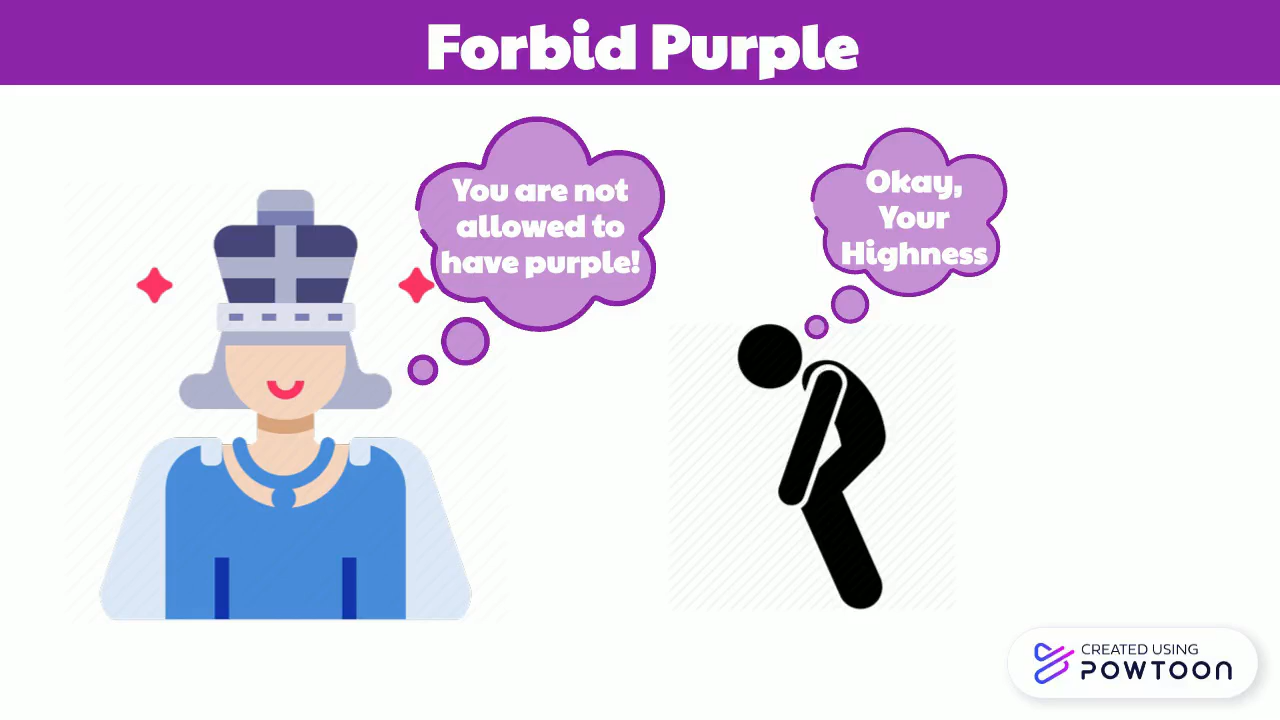 Forbid Purple
You are not
allowed to
have purple!
Okay,
Your
Highness
CREATED USING
POWTOON